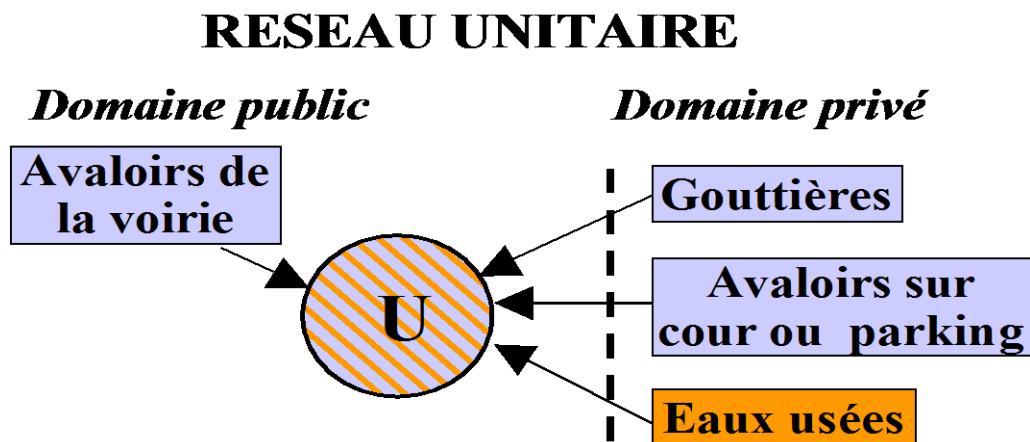 RESEAU UNITAIRE
Domaine public
Domaine privé
Avaloirs de
la voirie
Gouttières
U
Avaloirs sur
cour ou parking
Eaux usées